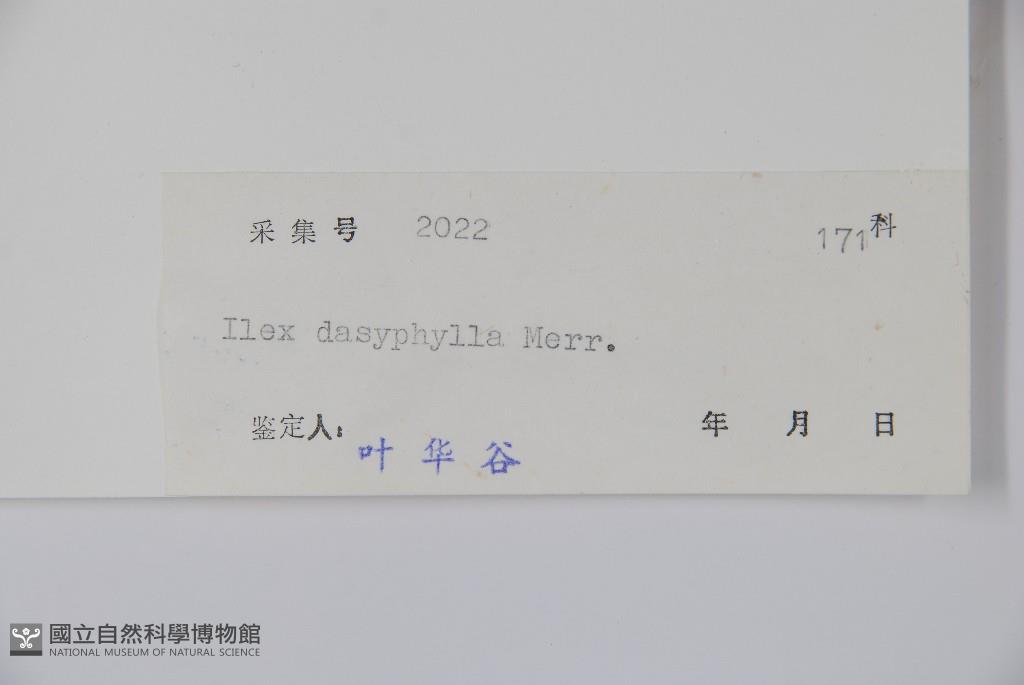 采集号 2022 171科
Ilex dasyphylla Merr.
鉴定人: 叶华谷 年 月 日
國立自然科學博物館
NATIONAL MUSEUM OF NATURAL SCIENCE